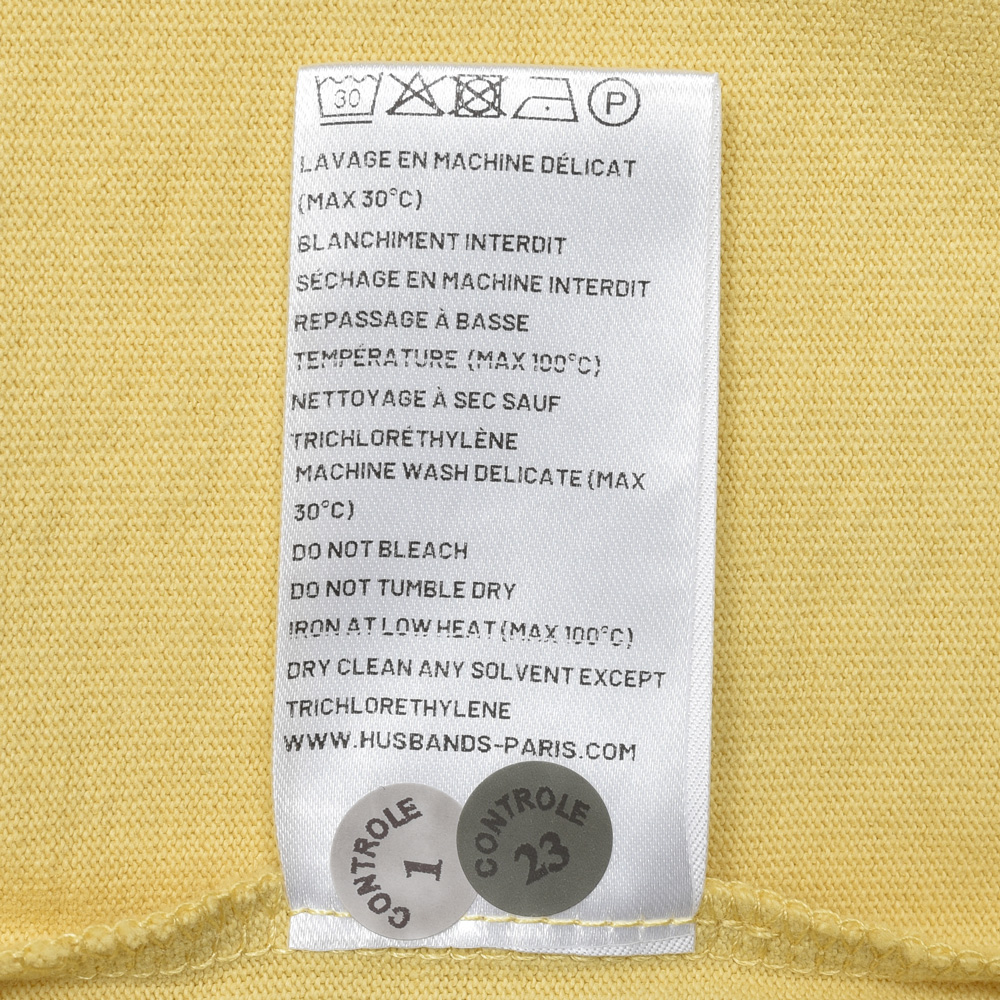 30 P
LAVAGE EN MACHINE DÉLICAT
(MAX 30°C)
BLANCHIMENT INTERDIT
SÉCHAGE EN MACHINE INTERDIT
REPASSAGE À BASSE
TEMPÉRATURE (MAX 100°C)
NETTOYAGE À SEC SAUF
TRICHLORÉTHYLÈNE
MACHINE WASH DELICATE (MAX
30°C)
DO NOT BLEACH
DO NOT TUMBLE DRY
IRON AT LOW HEAT (MAX 100°C)
DRY CLEAN ANY SOLVENT EXCEPT
TRICHLORETHYLENE
WWW.HUSBANDS-PARIS.COM
CONTROLE
1
CONTROLE
23